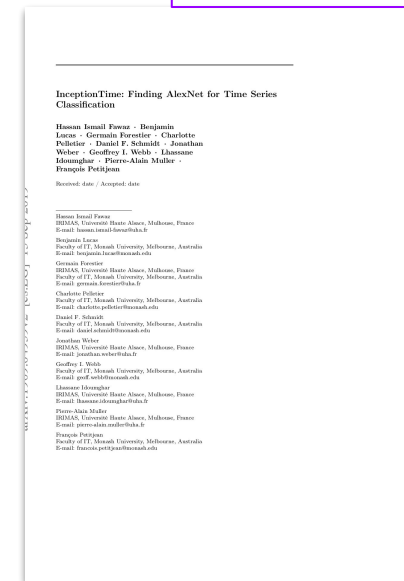 InceptionTime: Finding AlexNet for Time Series
Classification
Hassan Ismail Fawaz · Benjamin
Lucas · Germain Forestier · Charlotte
Pelletier · Daniel F. Schmidt · Jonathan
Weber · Geoffrey I. Webb · Lhassane
Idoumghar · Pierre-Alain Muller ·
François Petitjean
Received: date / Accepted: date
Hassan Ismail Fawaz
IRIMAS, Université Haute Alsace, Mulhouse, France
E-mail: hassan.ismail-fawaz@uha.fr
Benjamin Lucas
Faculty of IT, Monash University, Melbourne, Australia
E-mail: benjamin.lucas@monash.edu
Germain Forestier
IRIMAS, Université Haute Alsace, Mulhouse, France
Faculty of IT, Monash University, Melbourne, Australia
E-mail: germain.forestier@uha.fr
Charlotte Pelletier
Faculty of IT, Monash University, Melbourne, Australia
E-mail: charlotte.pelletier@monash.edu
Daniel F. Schmidt
Faculty of IT, Monash University, Melbourne, Australia
E-mail: daniel.schmidt@monash.edu
Jonathan Weber
IRIMAS, Université Haute Alsace, Mulhouse, France
E-mail: jonathan.weber@uha.fr
Geoffrey I. Webb
Faculty of IT, Monash University, Melbourne, Australia
E-mail: geoff.webb@monash.edu
Lhassane Idoumghar
IRIMAS, Université Haute Alsace, Mulhouse, France
E-mail: lhassane.idoumghar@uha.fr
Pierre-Alain Muller
IRIMAS, Université Haute Alsace, Mulhouse, France
E-mail: pierre-alain.muller@uha.fr
François Petitjean
Faculty of IT, Monash University, Melbourne, Australia
E-mail: francois.petitjean@monash.edu